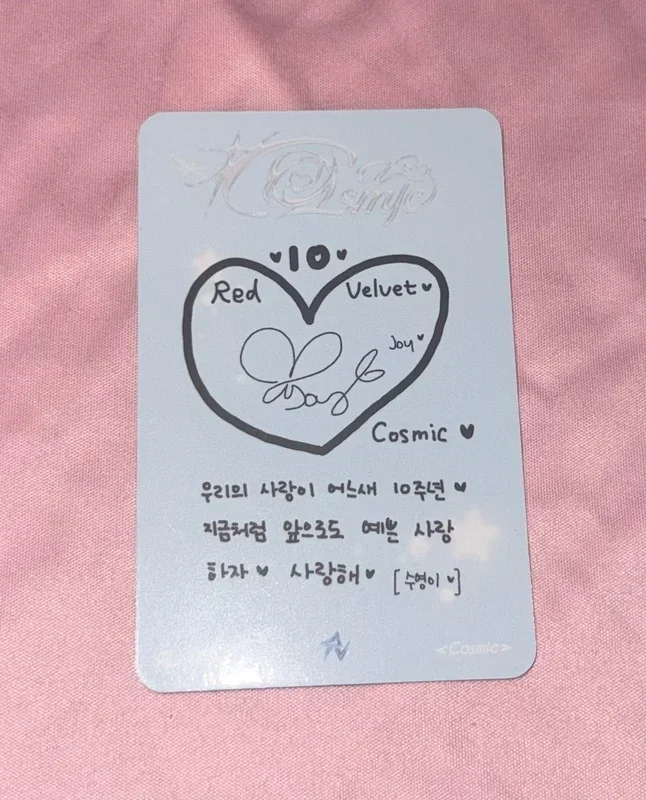 Cosmic
♥10♥
Red Velvet♥
Joy♥
Cosmic ♥
우리의 사랑이 어느새 10주년 ♥
지금처럼 앞으로도 예쁜 사랑
하자 ♥ 사랑해♥ [수영이 ♥]
<Cosmic>